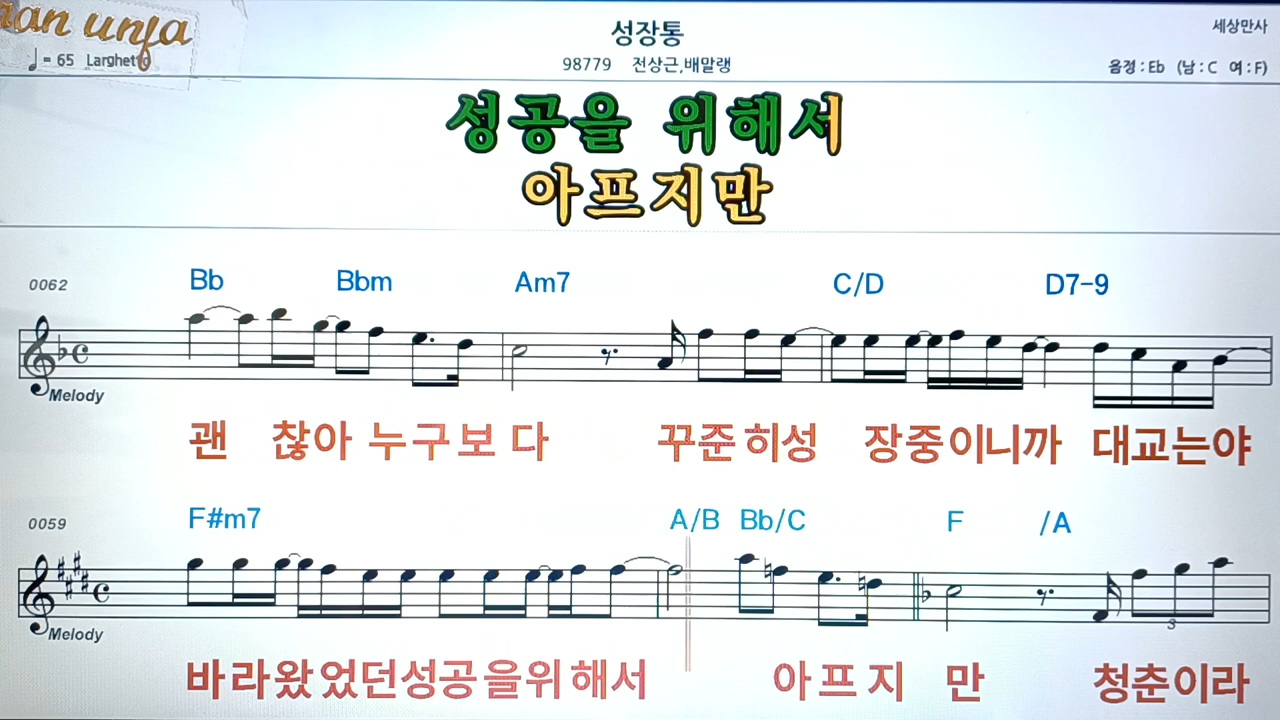 세상만사
성장통
♩= 65 Larghetto
98779 전상근,배말랭
음정 : Eb (남 : C 여 : F)
성공을 위해서
아프지만
0062
Bb Bbm Am7 C/D D7-9
Melody
괜 찮아 누구보 다 꾸준히성 장중이니까 대교는야
0059
F#m7 A/B Bb/C F /A
3
Melody
바라왔었던성공을위해서 아프지 만 청춘이라